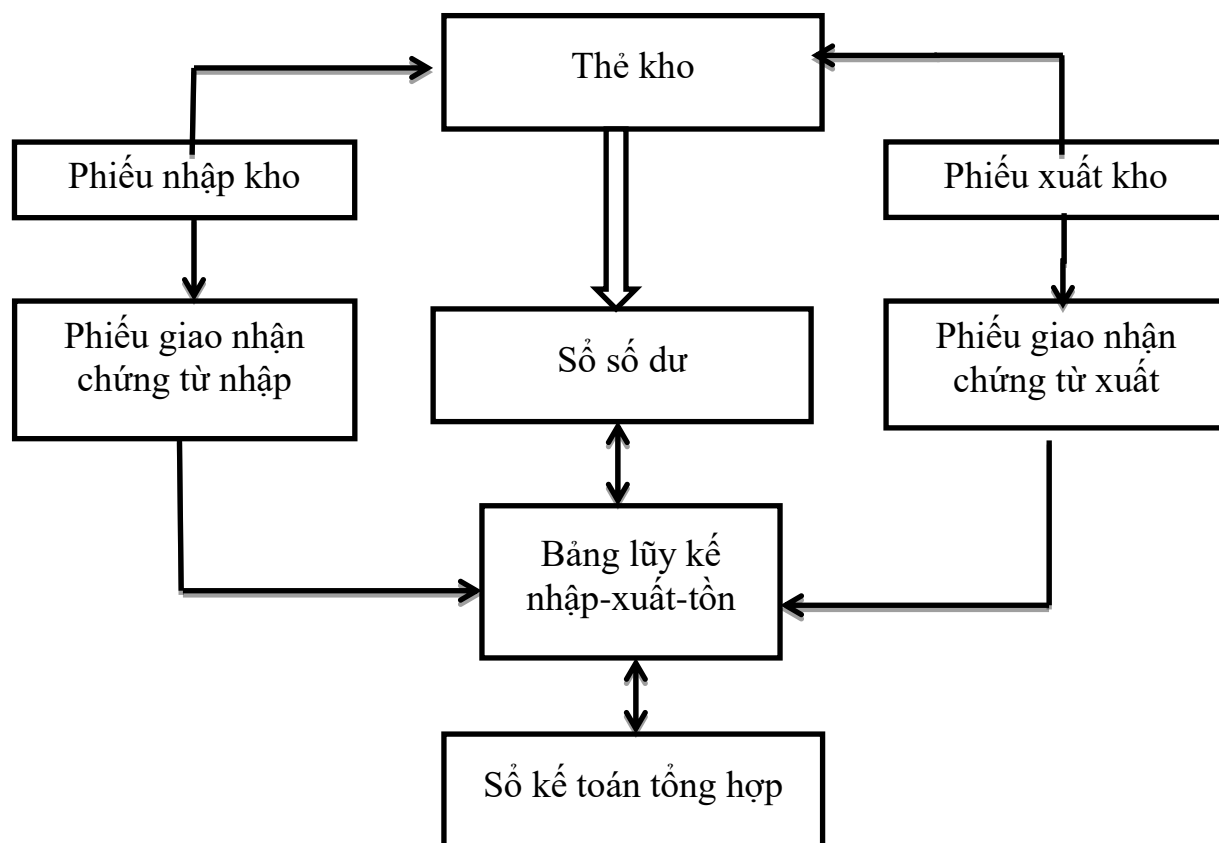 Thẻ kho
Phiếu nhập kho
Phiếu xuất kho
Phiếu giao nhận
chứng từ nhập
Sổ số dư
Phiếu giao nhận
chứng từ xuất
Bảng lũy kế
nhập-xuất-tồn
Sổ kế toán tổng hợp